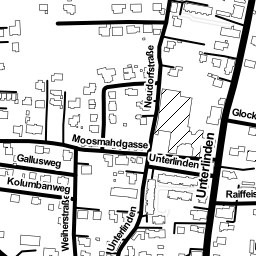 Neudorfstraße
Glock
Moosmahdgasse
Unterlinden
Gallusweg
Unterlinden
Kolumbanweg
Raiffeis
Weiherstraße
Unterlinden